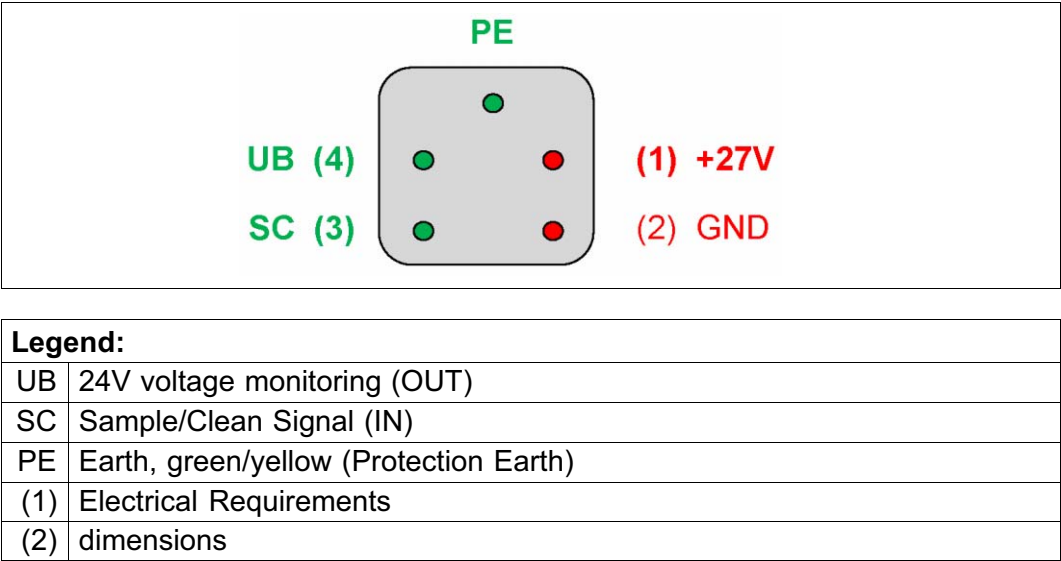 PE
UB (4) (1) +27V
SC (3) (2) GND
Legend:
UB 24V voltage monitoring (OUT)
SC Sample/Clean Signal (IN)
PE Earth, green/yellow (Protection Earth)
(1) Electrical Requirements
(2) dimensions